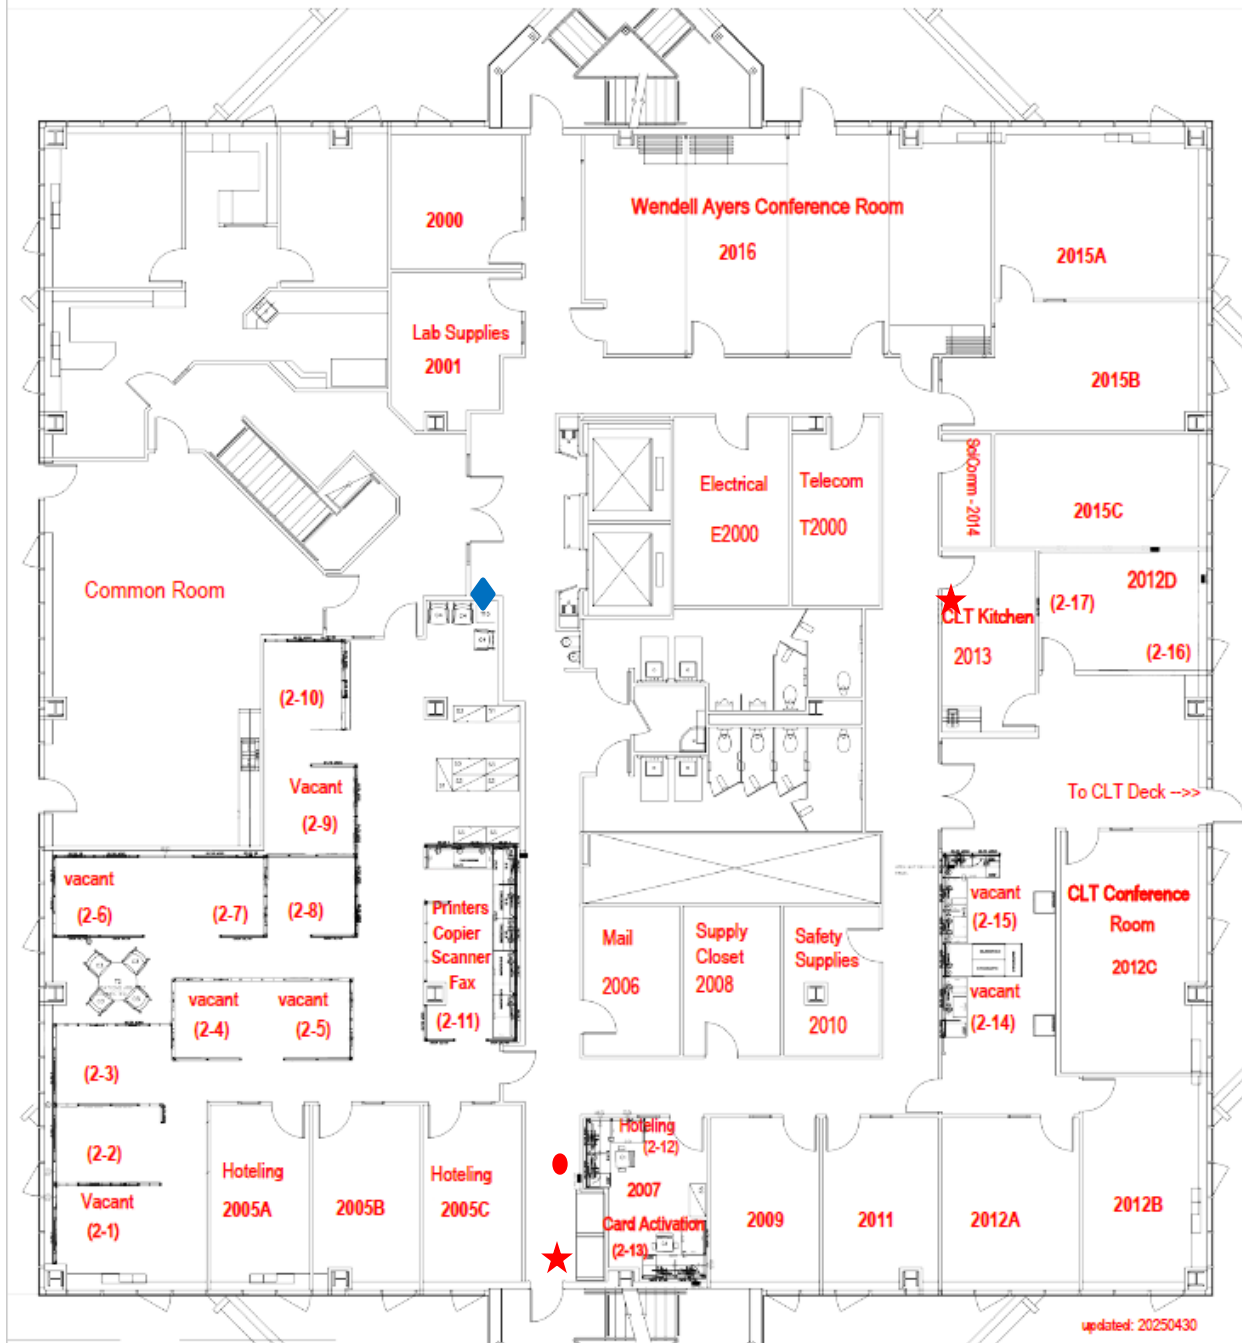 Wendell Ayers Conference Room
2016
2000
2015A
Lab Supplies
2001
2015B
SciComm - 2014
Electrical
E2000
Telecom
T2000
2015C
Common Room
2012D
(2-17)
(2-16)
CLT Kitchen
2013
(2-10)
Vacant
(2-9)
To CLT Deck -->>
vacant
(2-6)
(2-7)
(2-8)
Printers
Copier
Scanner
Fax
(2-11)
Mail
2006
Supply
Closet
2008
Safety
Supplies
2010
vacant
(2-15)
CLT Conference
Room
2012C
vacant
(2-4)
vacant
(2-5)
vacant
(2-14)
(2-3)
(2-2)
Vacant
(2-1)
Hoteling
2005A
2005B
Hoteling
2005C
Hoteling
(2-12)
2007
Card Activation
(2-13)
2009
2011
2012A
2012B
updated: 20250430